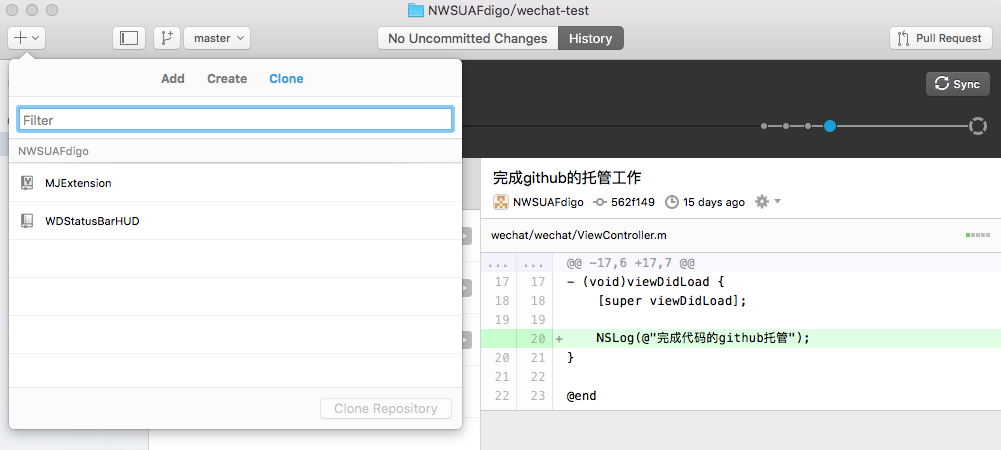 NWSUAFdigo/wechat-test
master
No Uncommitted Changes
History
Pull Request
Add Create Clone
Filter
NWSUAFdigo
MJExtension
WDStatusBarHUD
Clone Repository
Sync
完成github的托管工作
NWSUAFdigo 562f149 15 days ago
wechat/wechat/ViewController.m
... ... @@ -17,6 +17,7 @@
17 17 - (void)viewDidLoad {
18 18 [super viewDidLoad];
19 19
20 + NSLog(@"完成代码的github托管");
20 21 }
21 22
22 23 @end